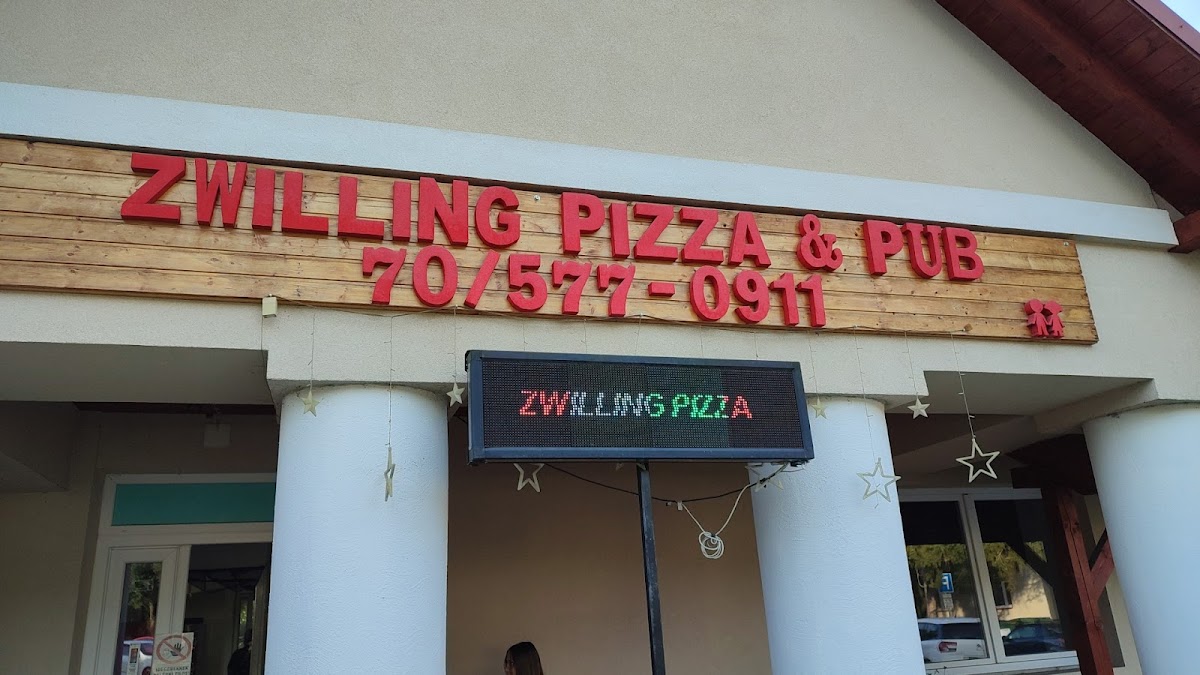 ZWILLING PIZZA & PUB
70/577-0911
ZWILLING PIZZA